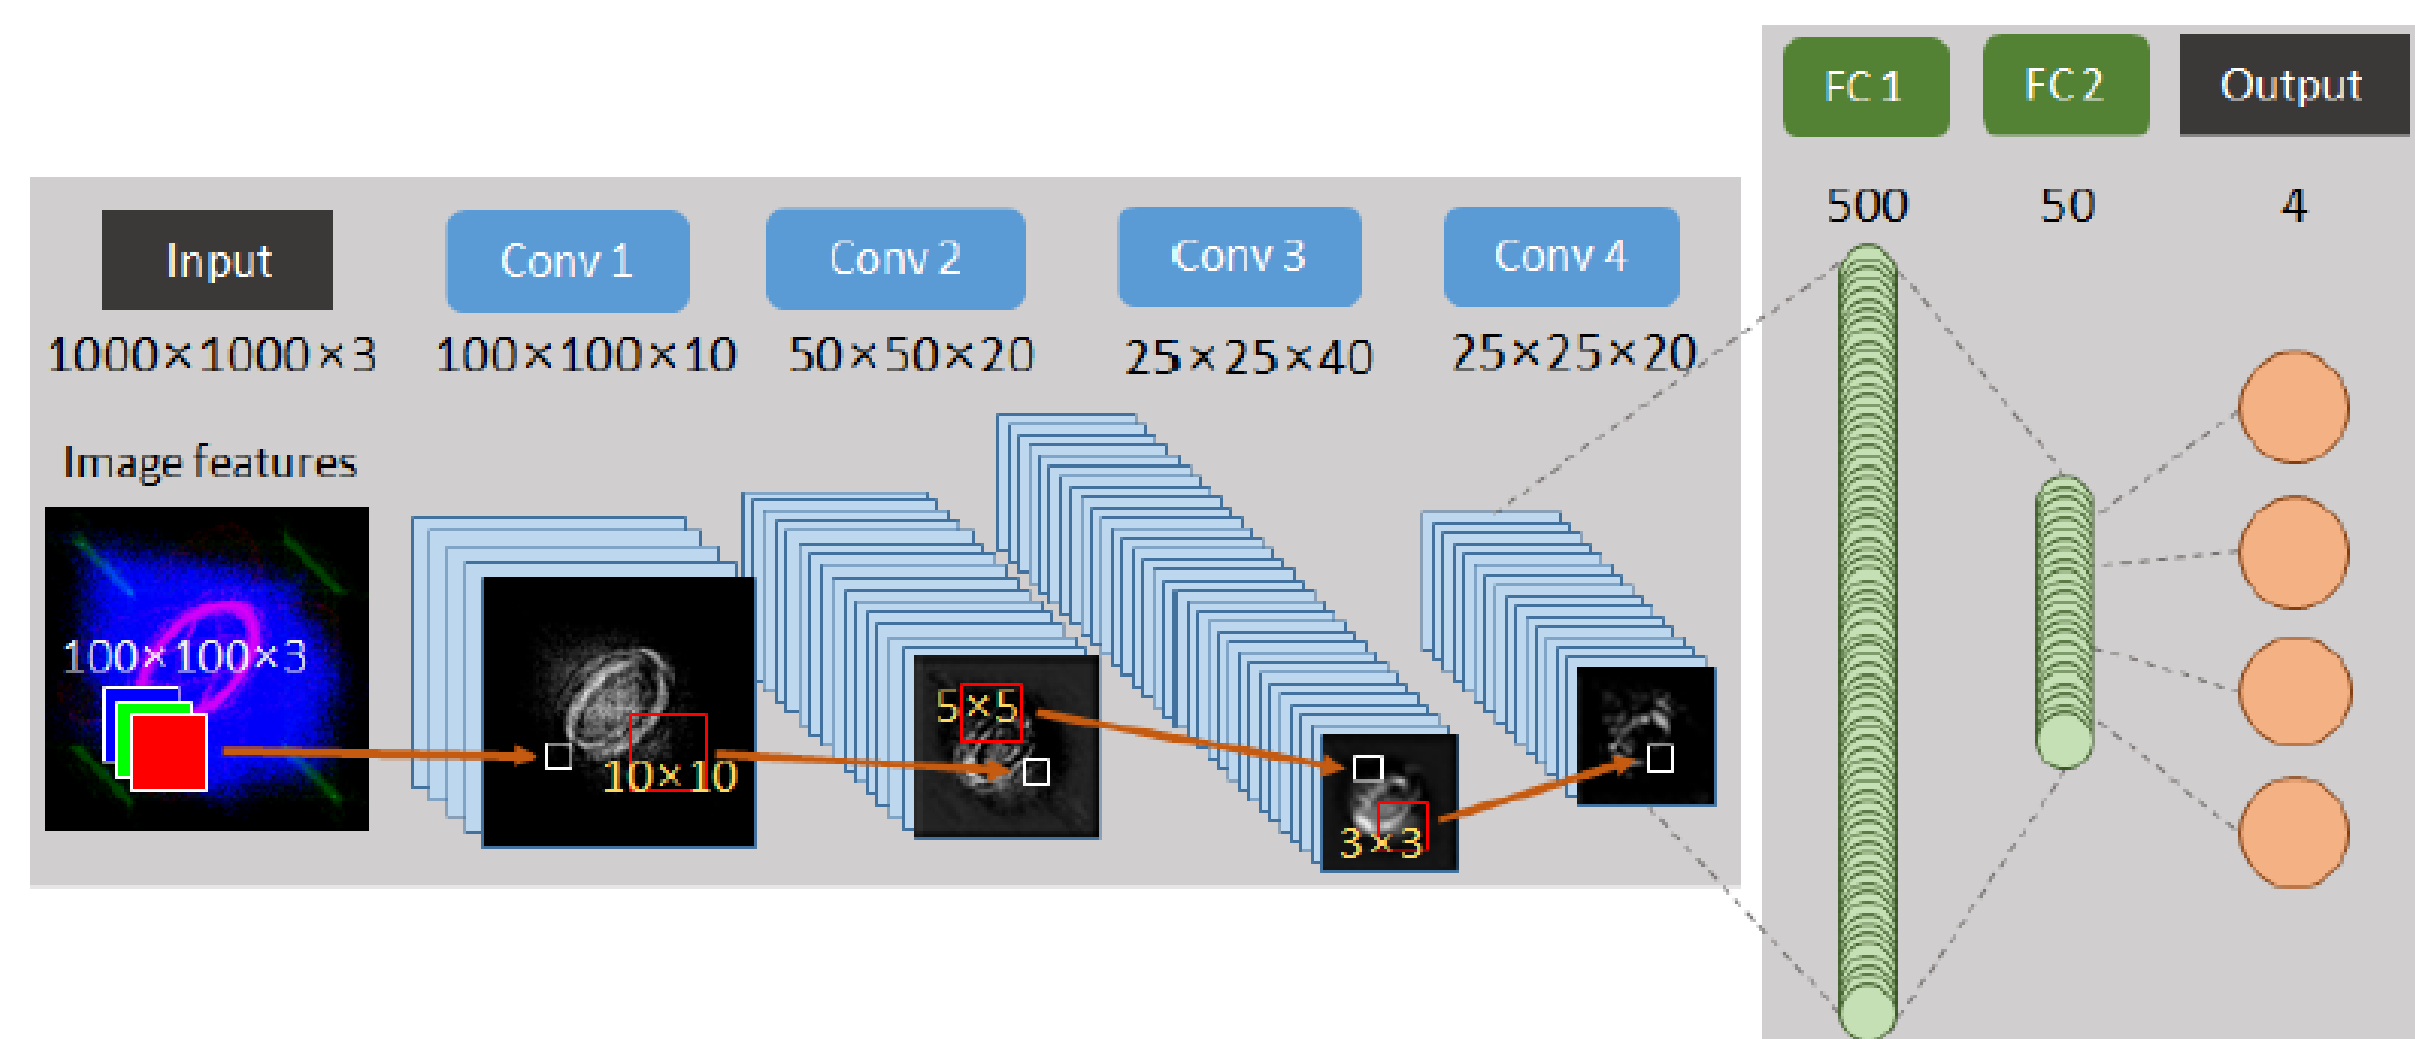 FC 1 FC 2 Output
500 50 4
Input Conv 1 Conv 2 Conv 3 Conv 4
1000×1000×3 100×100×10 50×50×20 25×25×40 25×25×20
Image features
100×100×3
5×5
10×10
3×3